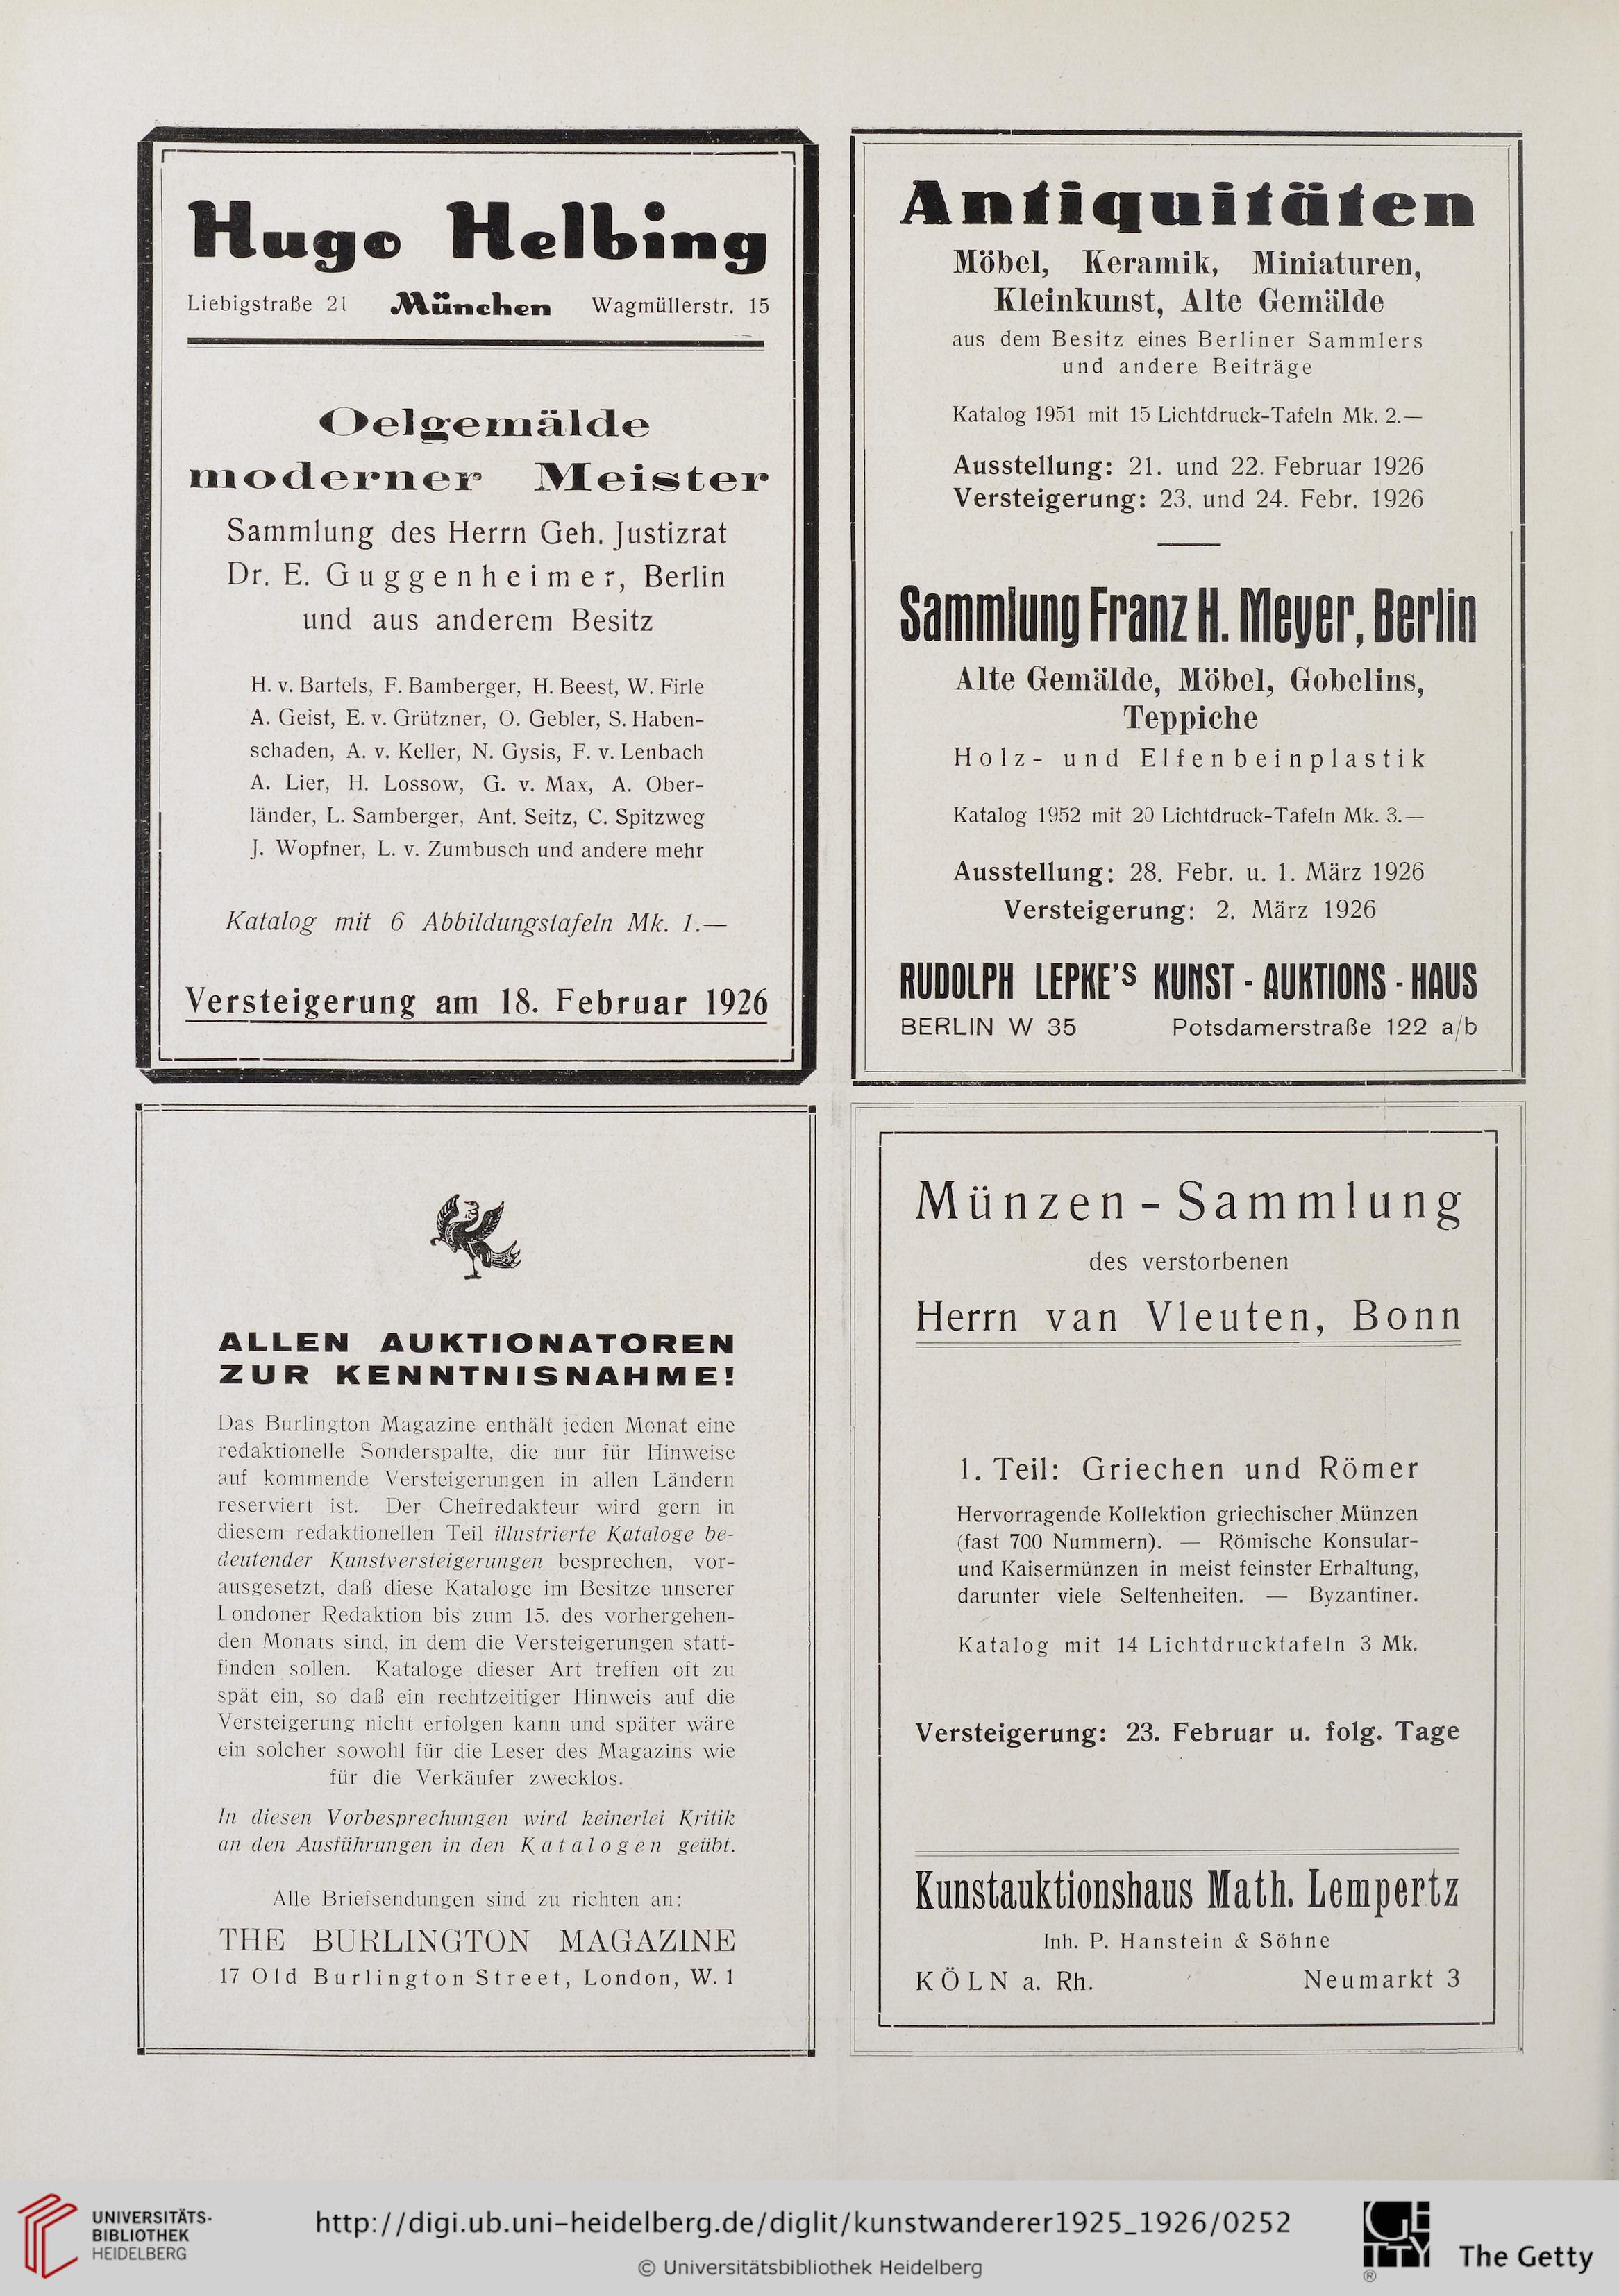 Hugo Helbing
Liebigstraße 21 München Wagmüllerstr. 15
Oelgemälde
moderner Meister
Sammlung des Herrn Geh. Justizrat
Dr. E. Guggenheimer, Berlin
und aus anderem Besitz
H. v. Bartels, F. Bamberger, H. Beest, W. Firle
A. Geist, E. v. Grützner, O. Gebler, S. Haben-
schaden, A. v. Keller, N. Gysis, F. v. Lenbach
A. Lier, H. Lossow, G. v. Max, A. Ober-
länder, L. Samberger, Ant. Seitz, C. Spitzweg
J. Wopfner, L. v. Zumbusch und andere mehr
Katalog mit 6 Abbildungstafeln Mk. 1.—
Versteigerung am 18. Februar 1926
Antiquitäten
Möbel, Keramik, Miniaturen,
Kleinkunst, Alte Gemälde
aus dem Besitz eines Berliner Sammlers
und andere Beiträge
Katalog 1951 mit 15 Lichtdruck-Tafeln Mk. 2.—
Ausstellung: 21. und 22. Februar 1926
Versteigerung: 23. und 24. Febr. 1926
Sammlung Franz H. Meyer, Berlin
Alte Gemälde, Möbel, Gobelins,
Teppiche
Holz- und Elfenbeinplastik
Katalog 1952 mit 20 Lichtdruck-Tafeln Mk. 3.—
Ausstellung: 28. Febr. u. 1. März 1926
Versteigerung: 2. März 1926
RUDOLPH LEPKE'S KUNST - AUKTIONS - HAUS
BERLIN W 35 Potsdamerstraße 122 a/b
ALLEN AUKTIONATOREN
ZUR KENNTNISNAHME!
Das Burlington Magazine enthält jeden Monat eine
redaktionelle Sonderspalte, die nur für Hinweise
auf kommende Versteigerungen in allen Ländern
reserviert ist. Der Chefredakteur wird gern in
diesem redaktionellen Teil illustrierte Kataloge be-
deutender Kunstversteigerungen besprechen, vor-
ausgesetzt, daß diese Kataloge im Besitze unserer
Londoner Redaktion bis zum 15. des vorhergehen-
den Monats sind, in dem die Versteigerungen statt-
finden sollen. Kataloge dieser Art treffen oft zu
spät ein, so daß ein rechtzeitiger Hinweis auf die
Versteigerung nicht erfolgen kann und später wäre
ein solcher sowohl für die Leser des Magazins wie
für die Verkäufer zwecklos.
In diesen Vorbesprechungen wird keinerlei Kritik
an den Ausführungen in den Katalogen geübt.
Alle Briefsendungen sind zu richten an:
THE BURLINGTON MAGAZINE
17 Old Burlington Street, London, W. 1
Münzen-Sammlung
des verstorbenen
Herrn van Vleuten, Bonn
1. Teil: Griechen und Römer
Hervorragende Kollektion griechischer Münzen
(fast 700 Nummern). — Römische Konsular-
und Kaisermünzen in meist feinster Erhaltung,
darunter viele Seltenheiten. — Byzantiner.
Katalog mit 14 Lichtdrucktafeln 3 Mk.
Versteigerung: 23. Februar u. folg. Tage
Kunstauktionshaus Math. Lempertz
Inh. P. Hanstein & Söhne
KÖLN a. Rh. Neumarkt 3
UNIVERSITÄTS-
BIBLIOTHEK
HEIDELBERG
http://digi.ub.uni-heidelberg.de/diglit/kunstwanderer1925_1926/0252
© Universitätsbibliothek Heidelberg
GETTY
®
The Getty